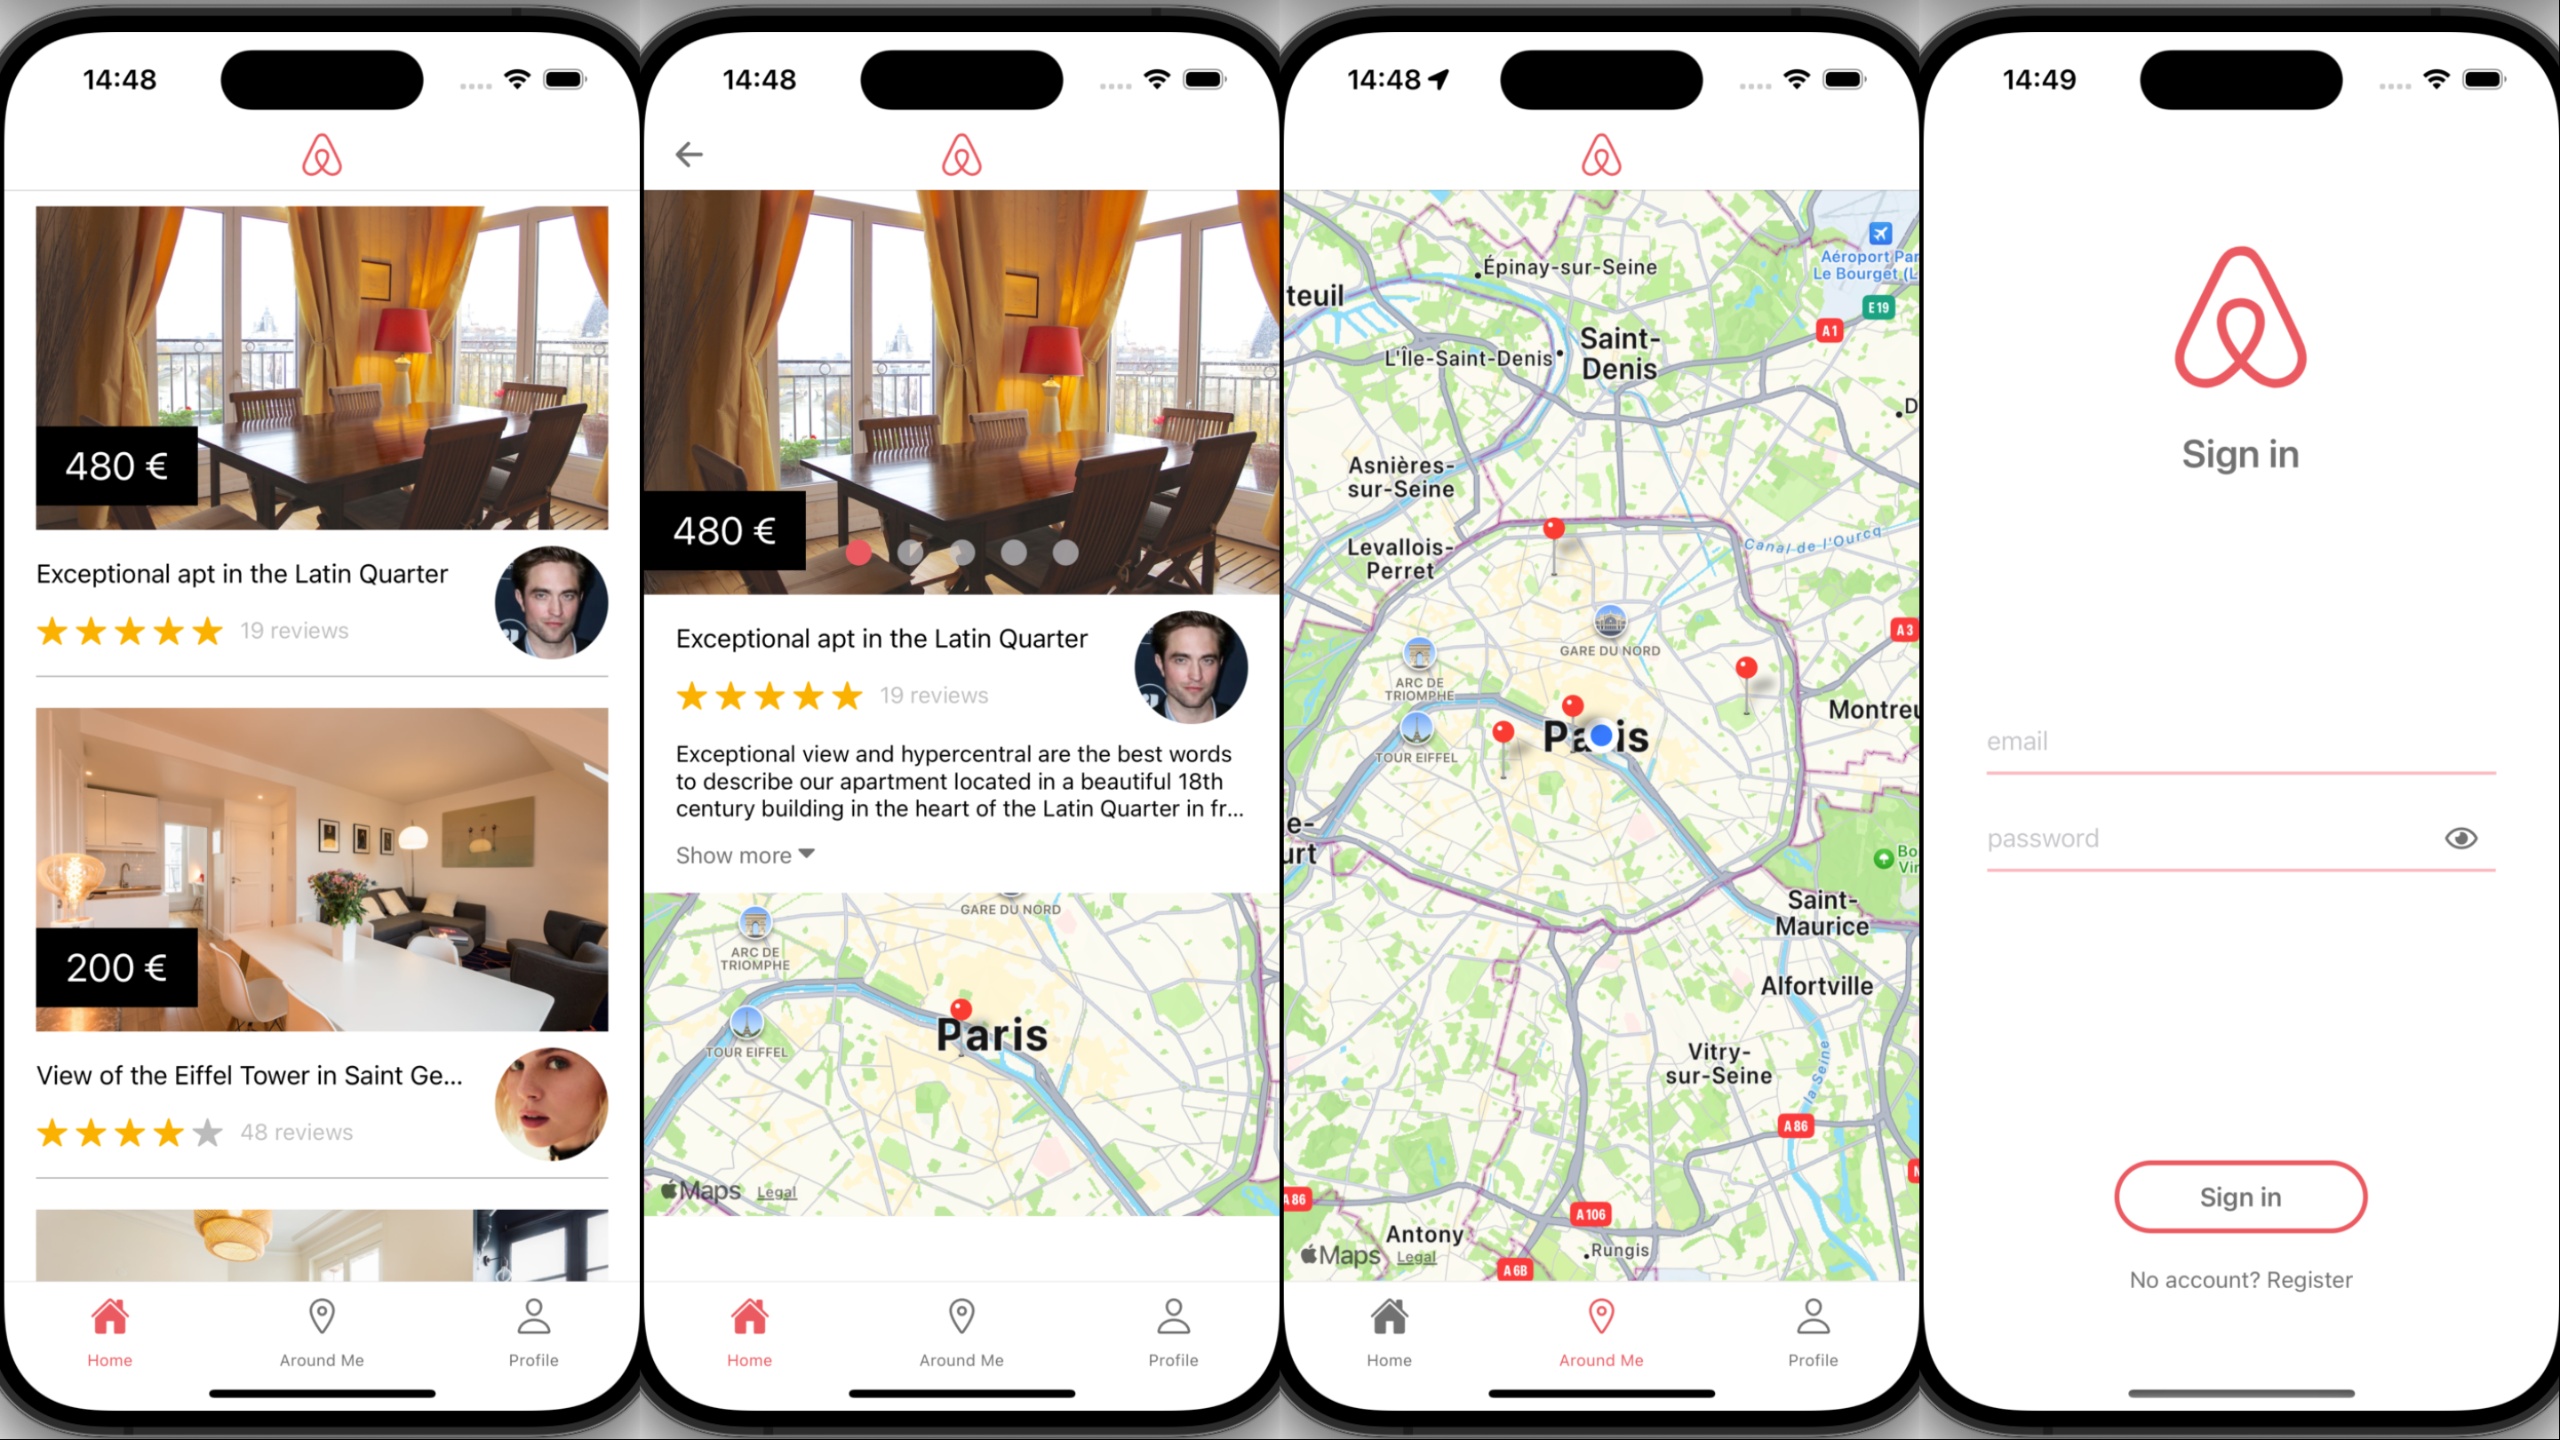 14:48
480 €
Exceptional apt in the Latin Quarter
19 reviews
200 €
View of the Eiffel Tower in Saint Ge...
48 reviews
Home
Around Me
Profile
14:48
480 €
Exceptional apt in the Latin Quarter
19 reviews
Exceptional view and hypercentral are the best words
to describe our apartment located in a beautiful 18th
century building in the heart of the Latin Quarter in fr...
Show more
GARE DU NORD
ARC DE
TRIOMPHE
TOUR EIFFEL
Paris
Maps
Legal
Home
Around Me
Profile
14:48
Aéroport Par
Le Bourget (L
Épinay-sur-Seine
teuil
E19
A1
Saint-
Denis
L'Île-Saint-Denis
D
Asnières-
sur-Seine
Canal de l'Ourcq
Levallois-
Perret
A3
GARE DU NORD
ARC DE
TRIOMPHE
Montreu
Paris
TOUR EIFFEL
e-
urt
Bo
Vin
Saint-
Maurice
Alfortville
Vitry-
sur-Seine
la Seine
A86
A86
A106
Antony
Rungis
Maps
Legal
A6B
Home
Around Me
Profile
14:49
Sign in
email
password
Sign in
No account? Register